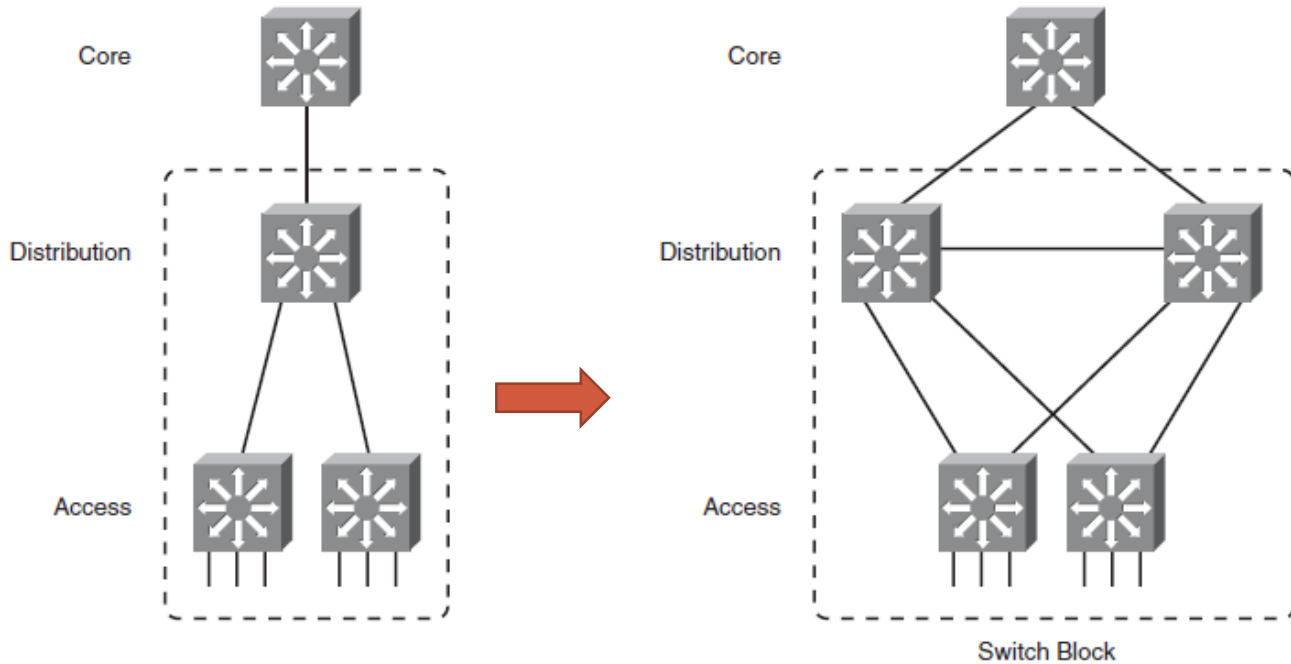 Core
Distribution
Access
Core
Distribution
Access
Switch Block